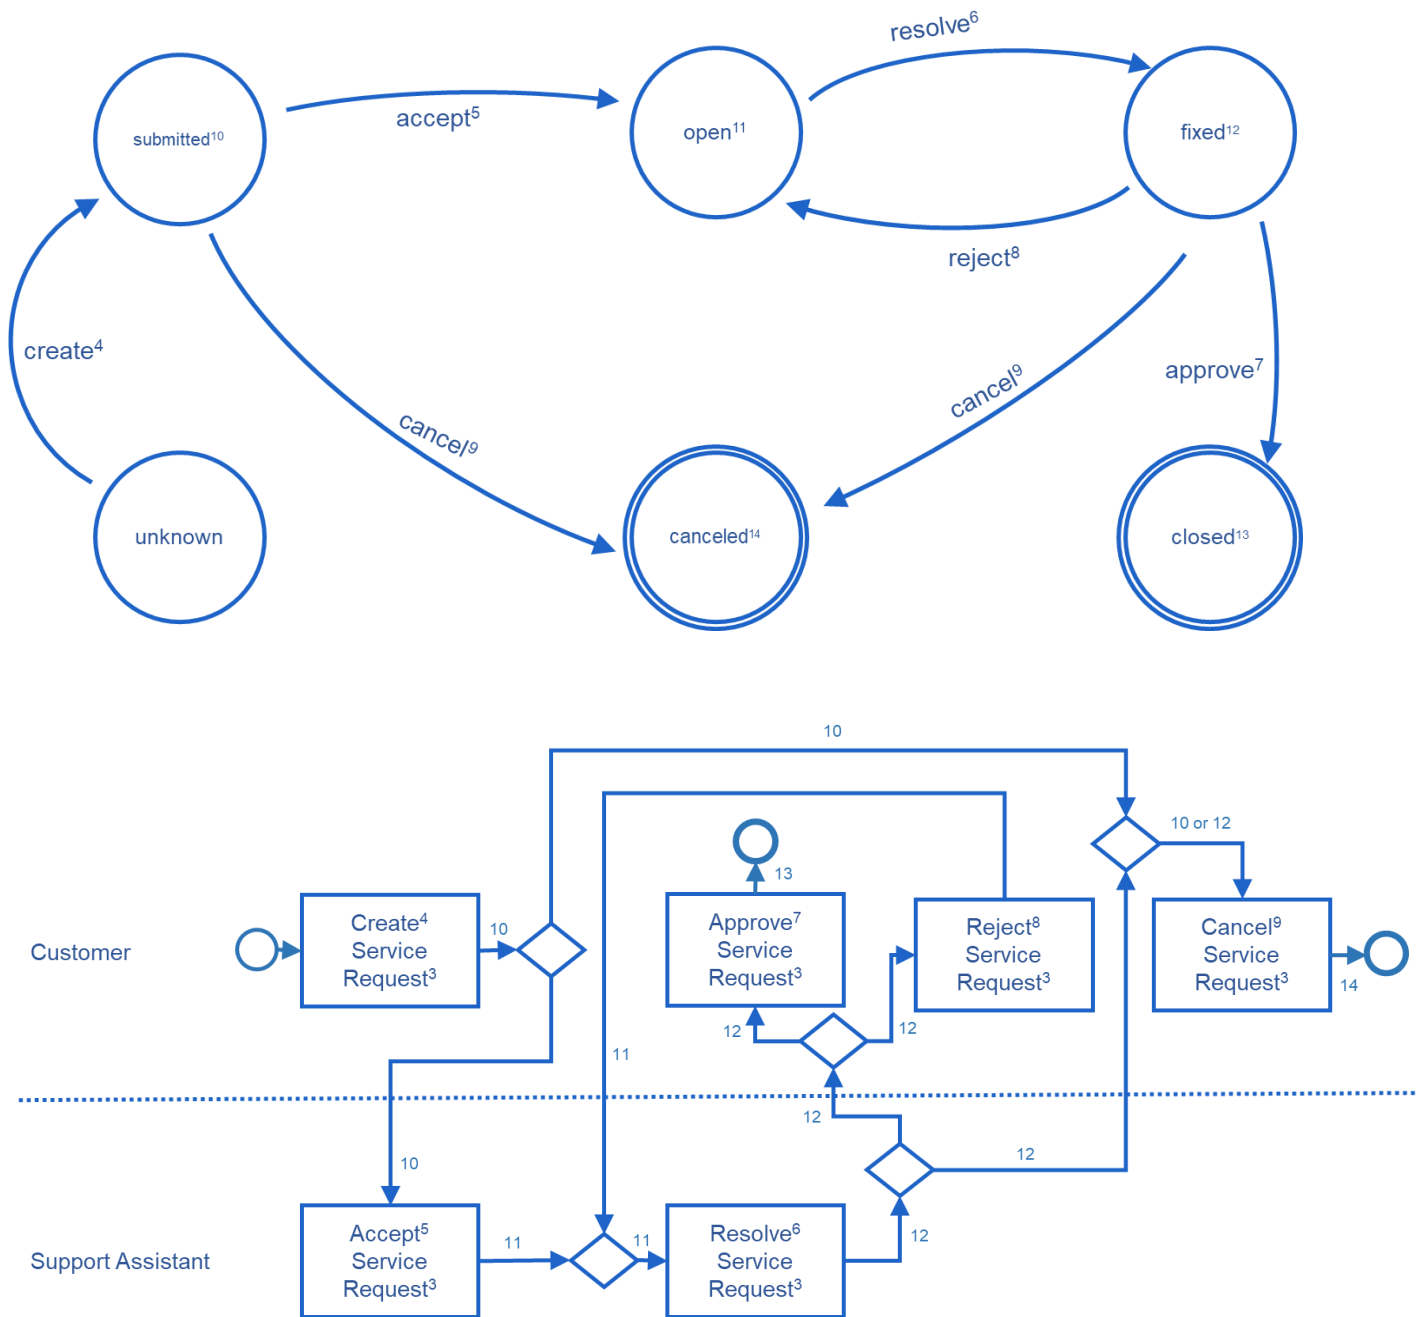 resolve⁶
accept⁵
submitted¹⁰
open¹¹
fixed¹²
reject⁸
create⁴
approve⁷
cancel⁹
cancel⁹
unknown
canceled¹⁴
closed¹³
10
10 or 12
13
Create⁴
Service
Request³
10
Approve⁷
Service
Request³
Reject⁸
Service
Request³
Cancel⁹
Service
Request³
Customer
14
12
12
11
12
12
10
Accept⁵
Service
Request³
11
11
Resolve⁶
Service
Request³
12
Support Assistant